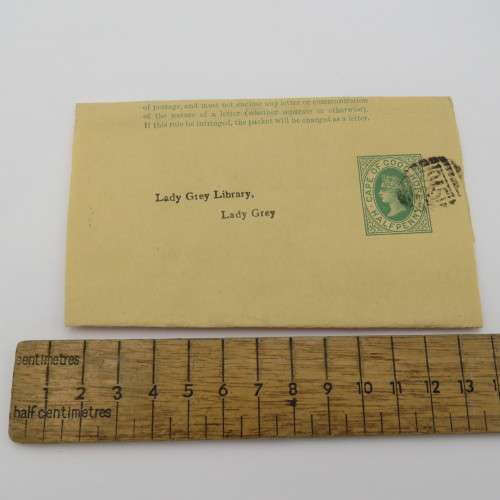 of postage, and must not enclose any letter or communication
of the nature of a letter (whether separate or otherwise).
If this rule be infringed, the packet will be charged as a letter.
Lady Grey Library,
Lady Grey
CAPE OF GOOD
HALFPENNY
centimetres
1 2 3 4 5 6 7 8 9 10 11 12 13
half centimetres